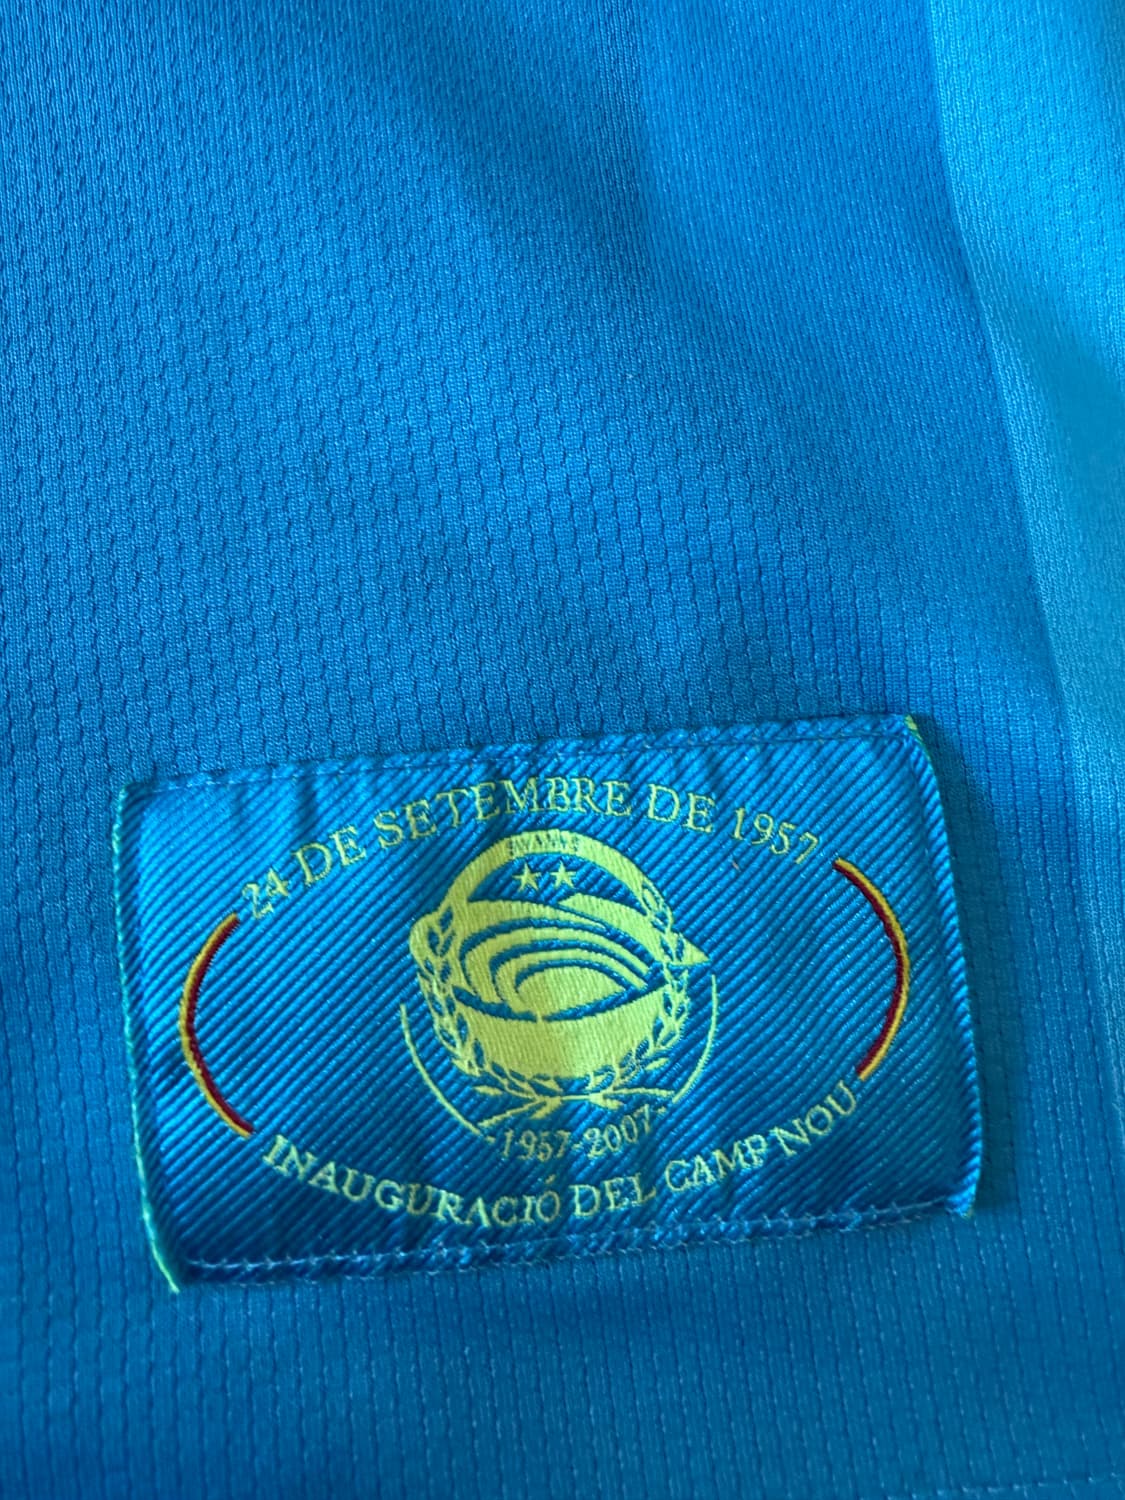 24 DE SETEMBRE DE 1957
-1957-2007-
INAUGURACIÓ DEL CAMP NOU